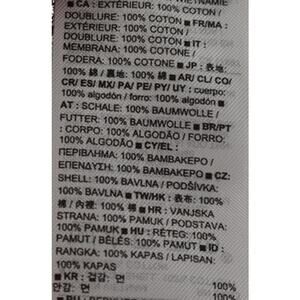 ■ CA : EXTÉRIEUR: 100% COTON /
DOUBLURE: 100% COTON ■ FR/MA :
EXTÉRIEUR: 100% COTON /
DOUBLURE: 100% COTON ■ IT :
MEMBRANA: 100% COTONE /
FODERA: 100% COTONE ■ JP : 表
地: 100% 綿 / 裏地: 100% 綿 ■ AR/ CL/ CO/
CR/ ES/ MX/ PA/ PE/ PY/ UY : cuerpo:
100% algodón / forro: 100% algodón ■
AT : SCHALE: 100% BAUMWOLLE /
FUTTER: 100% BAUMWOLLE ■ BR/PT
: CORPO: 100% ALGODÃO / FORRO:
100% ALGODÃO ■ CY/EL :
ΠΕΡΙΒΛΗΜΑ: 100% ΒΑΜΒΑΚΕΡΟ /
ΕΠΕΝΔΥΣΗ: 100% ΒΑΜΒΑΚΕΡΟ ■ CZ:
SHELL: 100% BAVLNA / PODŠÍVKA:
100% BAVLNA ■ TW/HK : 表布: 100%
棉/ 內裡: 100% 棉 ■ HR : VANJSKA
STRANA: 100% PAMUK / PODSTAVA:
100% PAMUK ■ HU : RÉTEG: 100%
PAMUT / BÉLÉS: 100% PAMUT ■ ID :
RANGKA: 100% KAPAS / LAPISAN:
100% KAPAS
■ KR : 겉감: 면 100%
안감: 면 100%